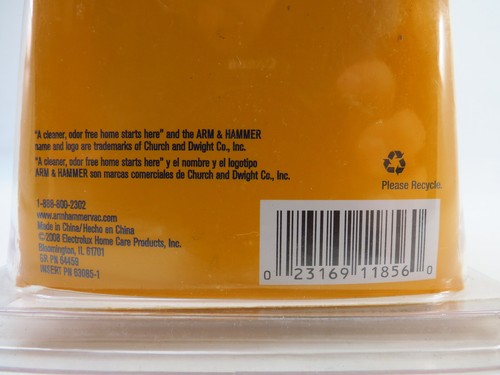 "A cleaner, odor free home starts here" and the ARM & HAMMER
name and logo are trademarks of Church and Dwight Co., Inc.
"A cleaner, odor free home starts here" y el nombre y el logotipo
ARM & HAMMER son marcas comerciales de Church and Dwight Co., Inc.
Please Recycle.
1-888-800-2302
www.armhammervac.com
Made in China/Hecho en China
©2008 Electrolux Home Care Products, Inc.
Bloomington, IL 61701
GR PN 64459
INSERT PN 83085-1
0 23169 11856 0